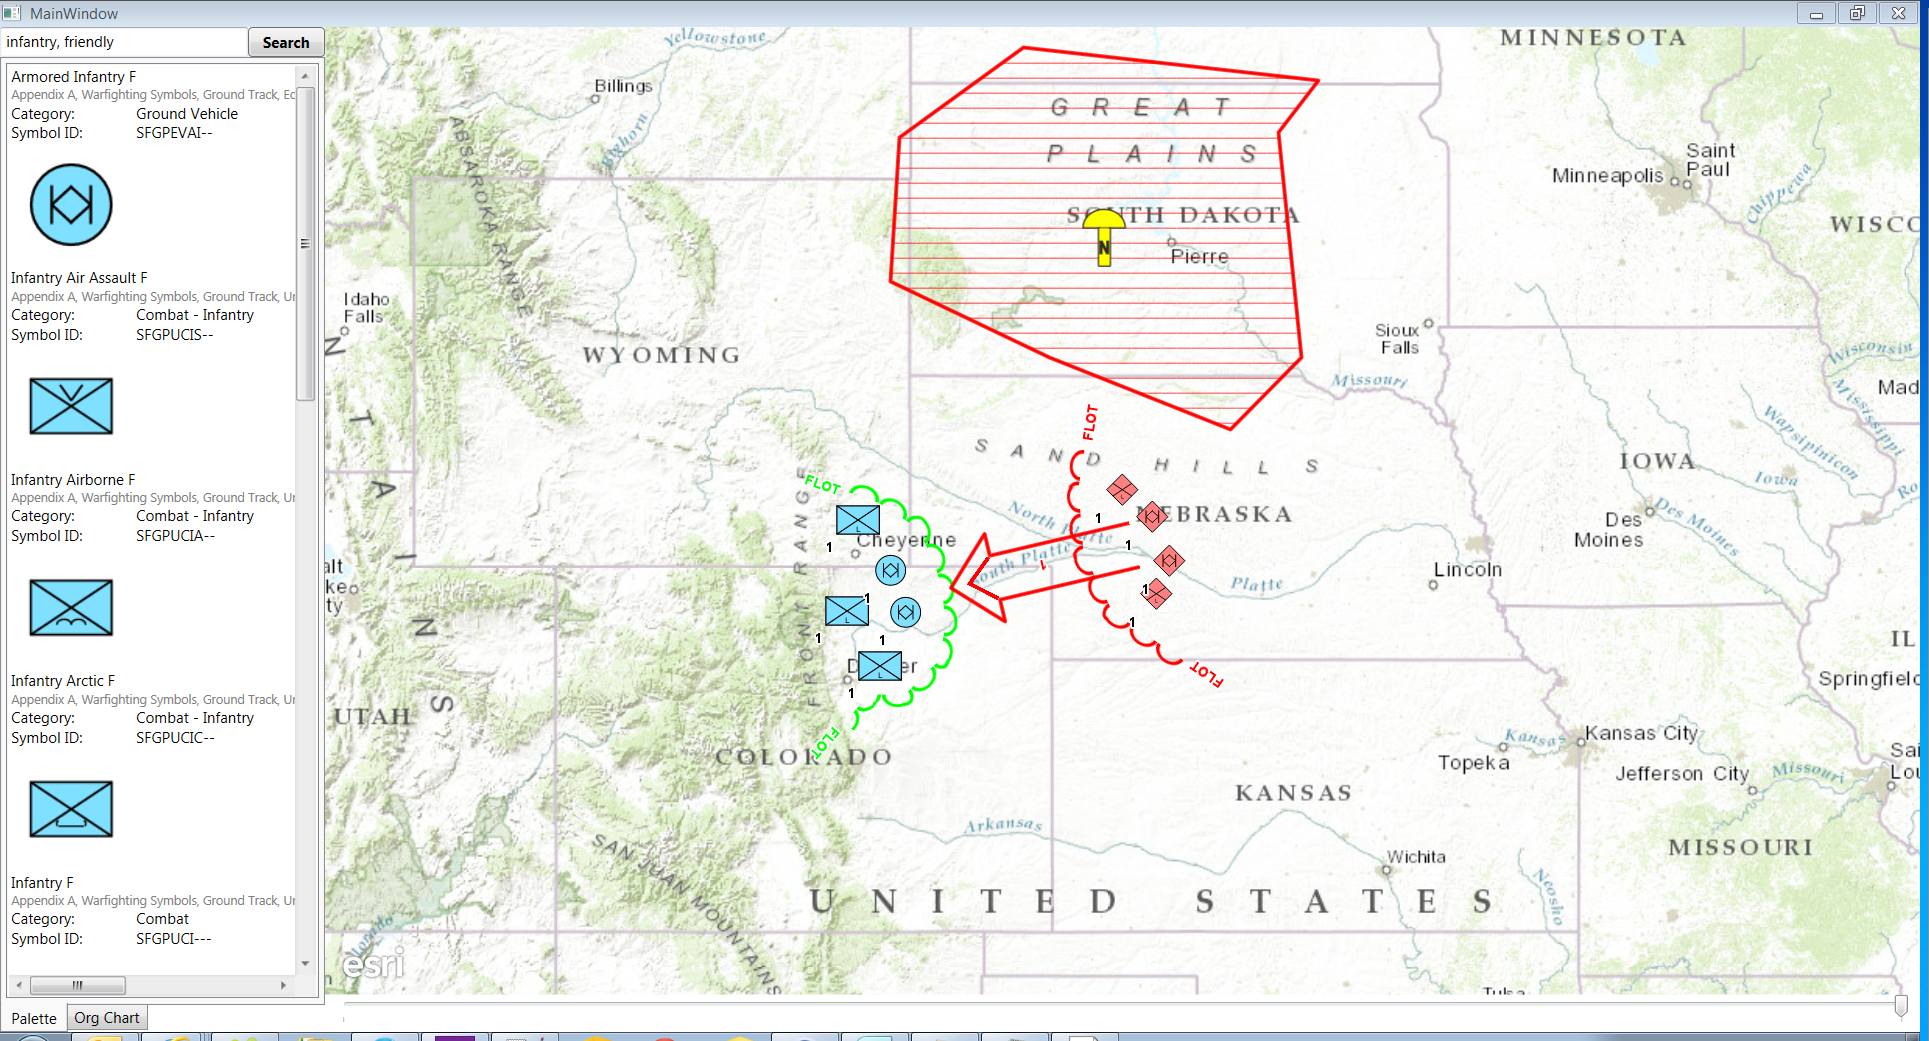 MainWindow
infantry, friendly
Search
Armored Infantry F
Appendix A, Warfighting Symbols, Ground Track, Ec
Category: Ground Vehicle
Symbol ID: SFGPEVAI--
Infantry Air Assault F
Appendix A, Warfighting Symbols, Ground Track, Ur
Category: Combat - Infantry
Symbol ID: SFGPUCIS--
Infantry Airborne F
Appendix A, Warfighting Symbols, Ground Track, Ur
Category: Combat - Infantry
Symbol ID: SFGPUCIA--
Infantry Arctic F
Appendix A, Warfighting Symbols, Ground Track, Ur
Category: Combat - Infantry
Symbol ID: SFGPUCIC--
Infantry F
Appendix A, Warfighting Symbols, Ground Track, Ur
Category: Combat
Symbol ID: SFGPUCI---
Palette
Org Chart
Yellowstone
MINNESOTA
Billings
Bighorn
ABSAROKA RANGE
GREAT
PLAINS
SOUTH DAKOTA
N
Pierre
Saint
Paul
Minneapolis
Chippewa
WISCO
Idaho
Falls
WYOMING
Sioux
Falls
Missouri
Wisconsin
Mad
Mississippi
Wapsipinicon
IOWA
Iowa
Ro
Des
Moines
Des Moines
FLOT
SAND HILLS
NEBRASKA
FLOT
North Platte
South Platte
Platte
Lincoln
Cheyenne
FRONT RANGE
1
1
1
1
1
1
1
1
1
1
L
L
L
L
L
FLOT
FLOT
alt
ke
ty
N
T
A
I
N
S
UTAH
Denver
COLORADO
IL
Springfield
Kansas
Kansas City
Topeka
Jefferson City
Missouri
Sai
Lou
KANSAS
Arkansas
Wichita
MISSOURI
Neosho
SAN JUAN MOUNTAINS
UNITED STATES
lorado
esri
n
Tulsa